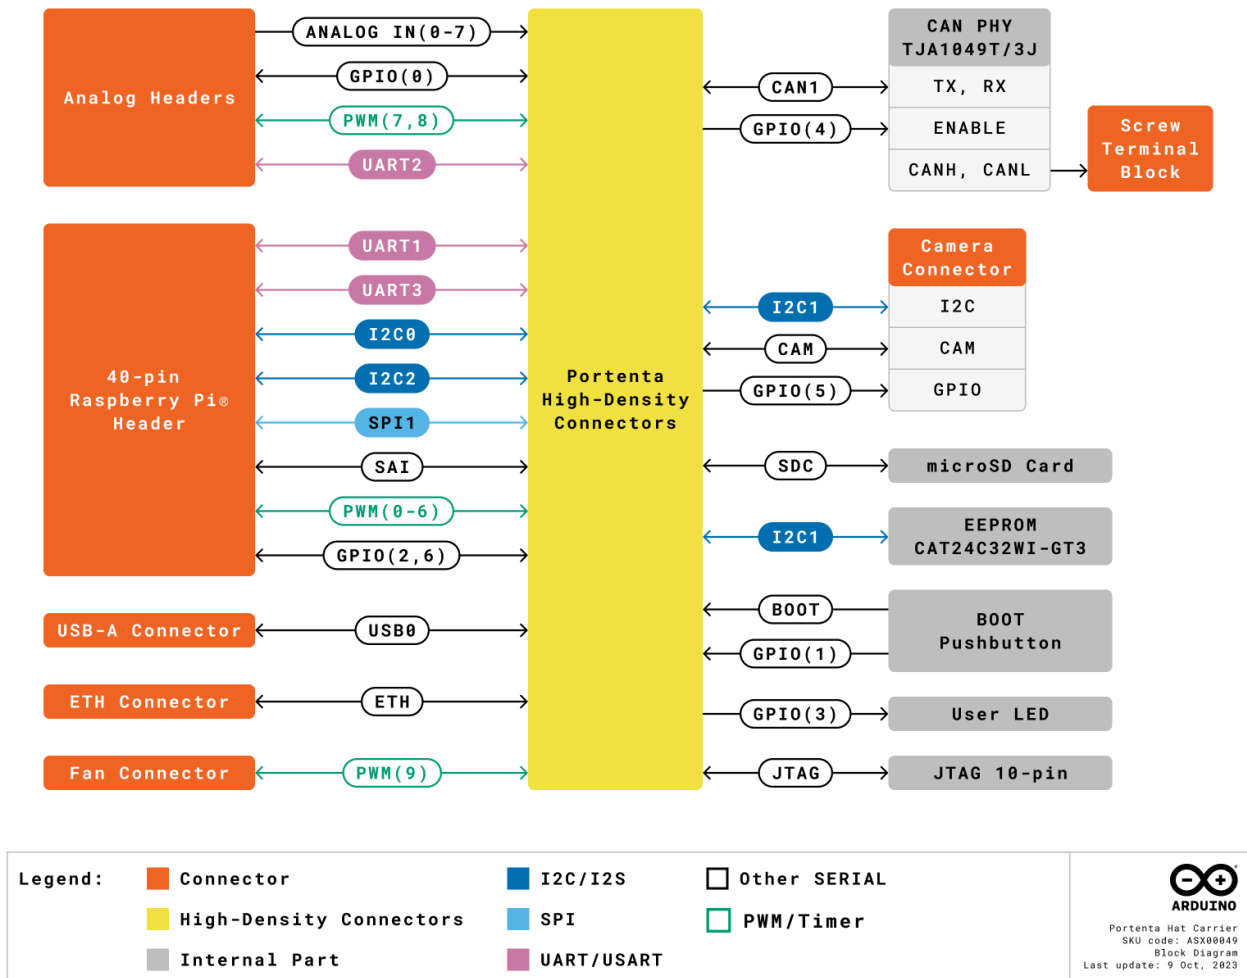 Analog Headers
ANALOG IN(0-7)
GPIO(0)
PWM(7,8)
UART2
40-pin
Raspberry Pi®
Header
UART1
UART3
I2C0
I2C2
SPI1
SAI
PWM(0-6)
GPIO(2,6)
USB-A Connector
USB0
ETH Connector
ETH
Fan Connector
PWM(9)
Portenta
High-Density
Connectors
CAN1
GPIO(4)
CAN PHY
TJA1049T/3J
TX, RX
ENABLE
CANH, CANL
Screw
Terminal
Block
I2C1
CAM
GPIO(5)
Camera
Connector
I2C
CAM
GPIO
SDC
microSD Card
I2C1
EEPROM
CAT24C32WI-GT3
BOOT
GPIO(1)
BOOT
Pushbutton
GPIO(3)
User LED
JTAG
JTAG 10-pin
Legend:
Connector
High-Density Connectors
Internal Part
I2C/I2S
SPI
UART/USART
Other SERIAL
PWM/Timer
ARDUINO
Portenta Hat Carrier
SKU code: ASX00049
Block Diagram
Last update: 9 Oct, 2023